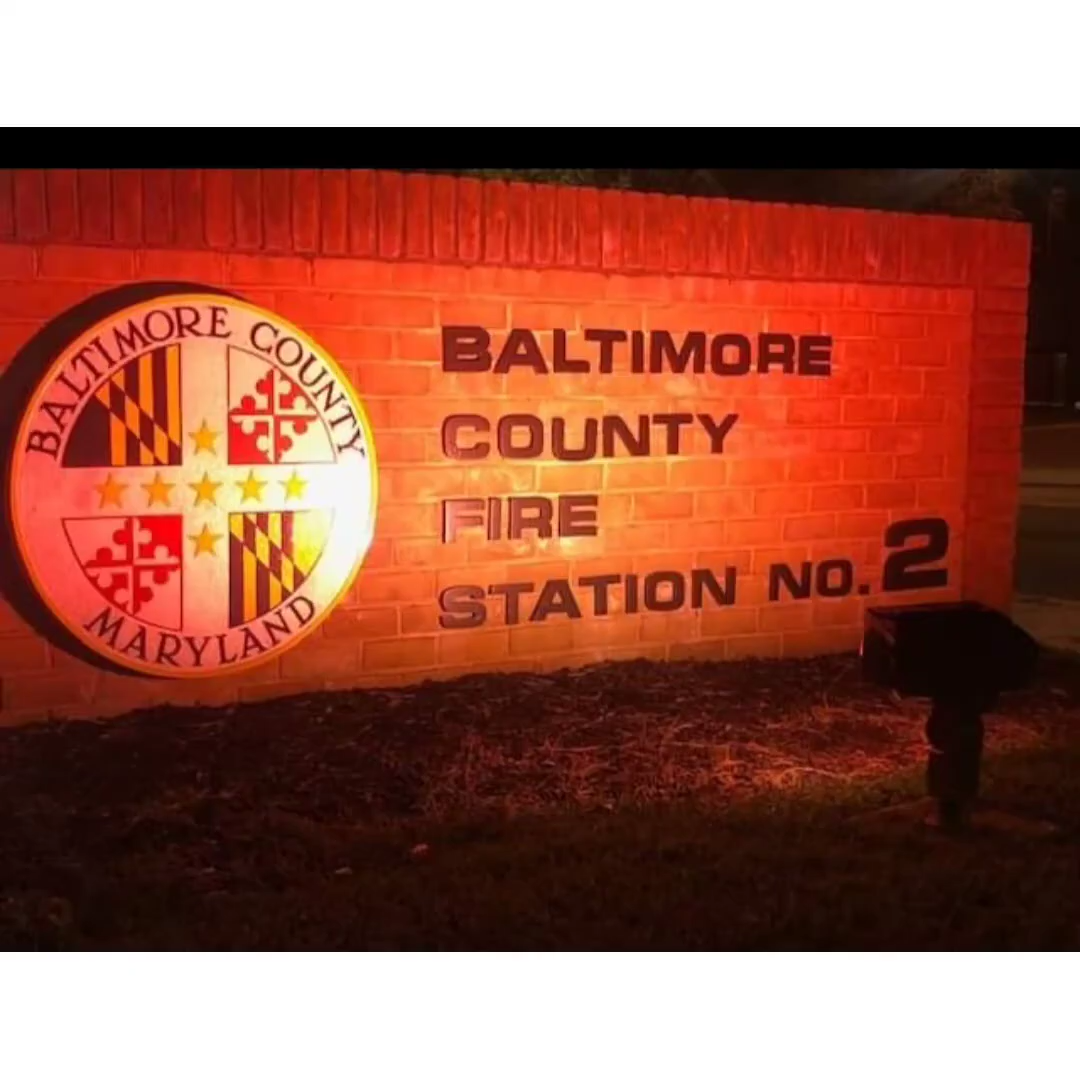 BALTIMORE COUNTY
MARYLAND
BALTIMORE
COUNTY
FIRE
STATION NO. 2